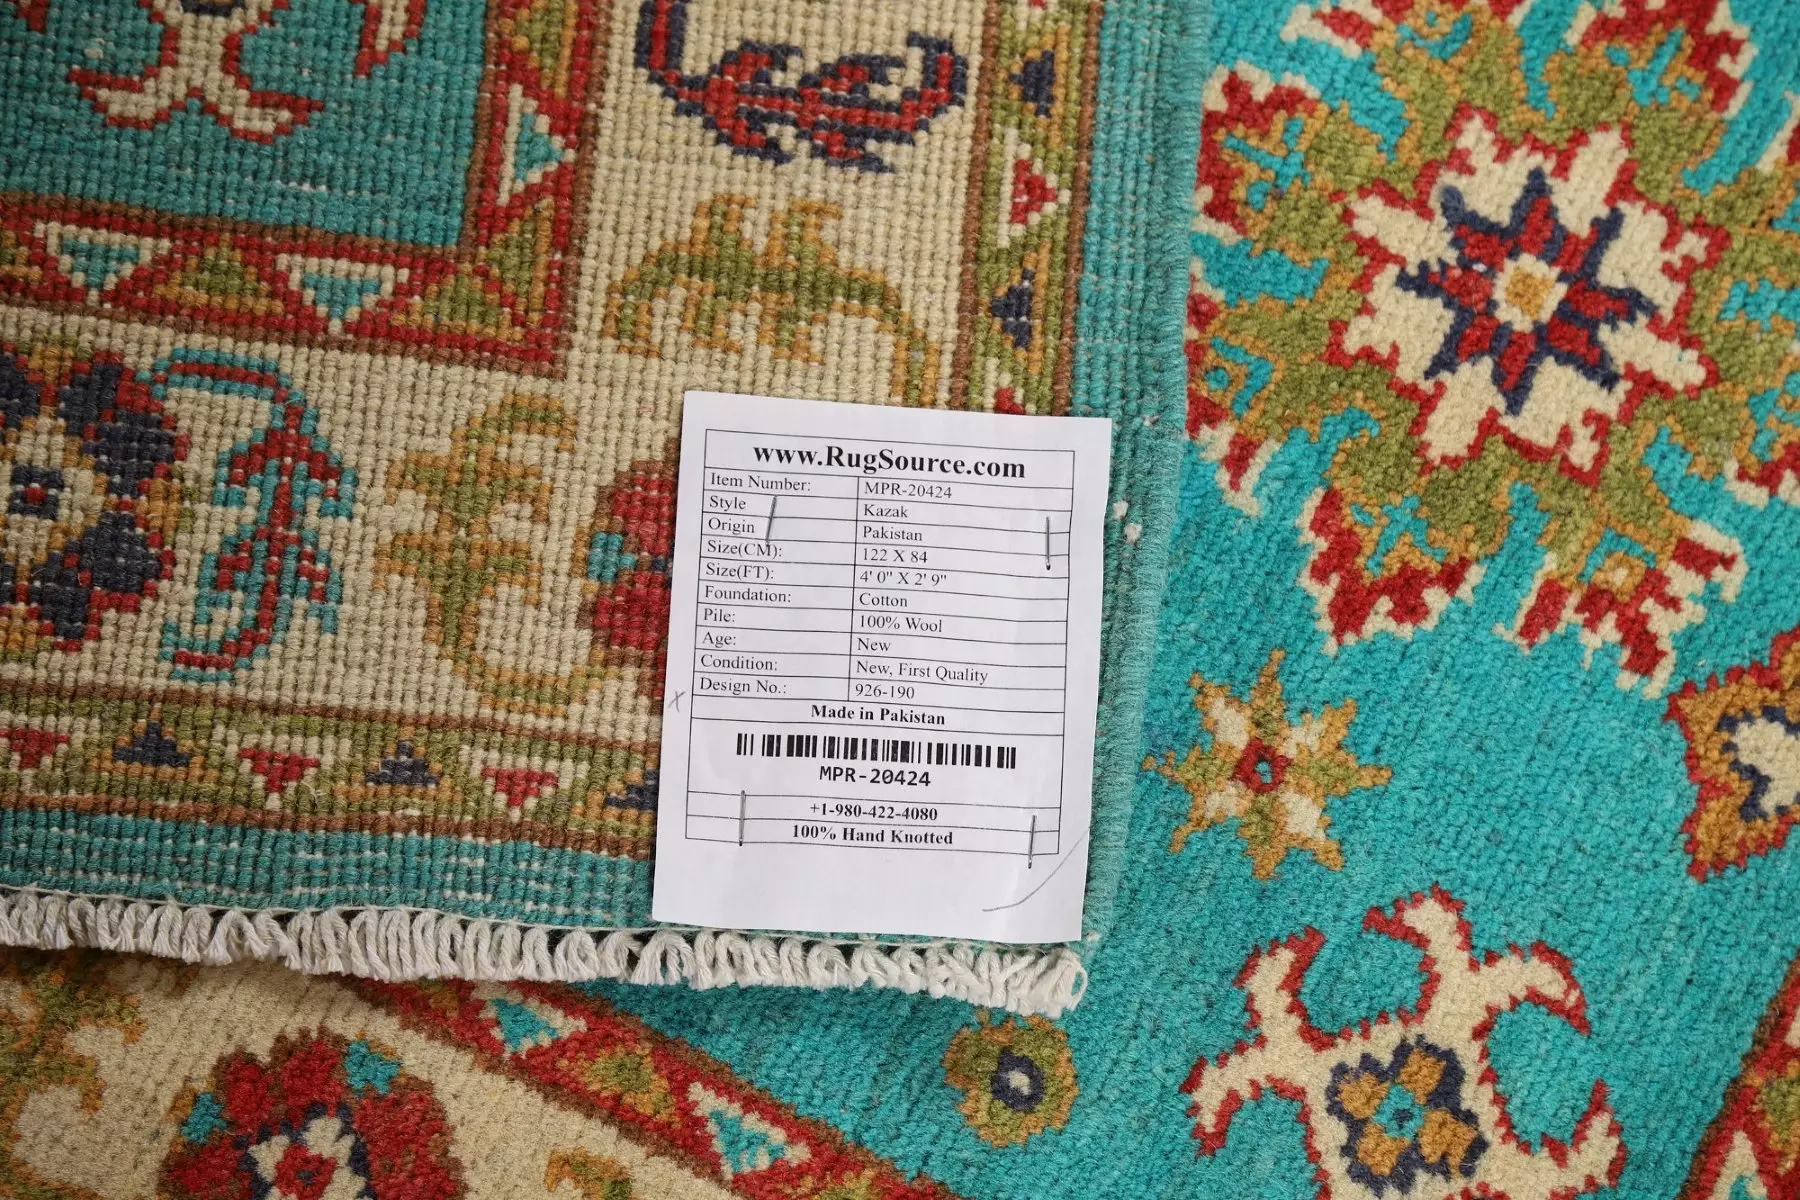 www.RugSource.com
Item Number: MPR-20424
Style Kazak
Origin Pakistan
Size(CM): 122 X 84
Size(FT): 4' 0" X 2' 9"
Foundation: Cotton
Pile: 100% Wool
Age: New
Condition: New, First Quality
Design No.: 926-190
Made in Pakistan
MPR-20424
+1-980-422-4080
100% Hand Knotted